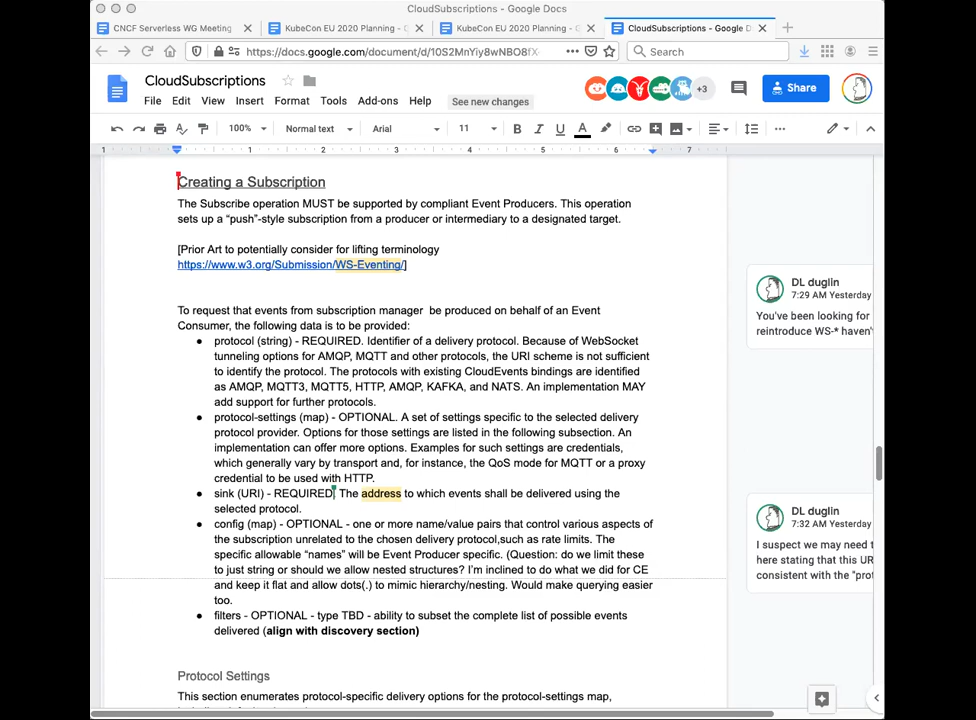 CloudSubscriptions - Google Docs
CNCF Serverless WG Meeting
KubeCon EU 2020 Planning -
KubeCon EU 2020 Planning - G
CloudSubscriptions - Google D
https://docs.google.com/document/d/10S2MnYiy8wNBO8fX
Search
CloudSubscriptions
+3
Share
File Edit View Insert Format Tools Add-ons Help See new changes
100% Normal text Arial 11 B I U A
1 1 2 3 4 5 6 7
Creating a Subscription
The Subscribe operation MUST be supported by compliant Event Producers. This operation
sets up a “push”-style subscription from a producer or intermediary to a designated target.
[Prior Art to potentially consider for lifting terminology
https://www.w3.org/Submission/WS-Eventing/]
To request that events from subscription manager  be produced on behalf of an Event
Consumer, the following data is to be provided:
● protocol (string) - REQUIRED. Identifier of a delivery protocol. Because of WebSocket
tunneling options for AMQP, MQTT and other protocols, the URI scheme is not sufficient
to identify the protocol. The protocols with existing CloudEvents bindings are identified
as AMQP, MQTT3, MQTT5, HTTP, AMQP, KAFKA, and NATS. An implementation MAY
add support for further protocols.
● protocol-settings (map) - OPTIONAL. A set of settings specific to the selected delivery
protocol provider. Options for those settings are listed in the following subsection. An
implementation can offer more options. Examples for such settings are credentials,
which generally vary by transport and, for instance, the QoS mode for MQTT or a proxy
credential to be used with HTTP.
● sink (URI) - REQUIRED. The address to which events shall be delivered using the
selected protocol.
● config (map) - OPTIONAL - one or more name/value pairs that control various aspects of
the subscription unrelated to the chosen delivery protocol,such as rate limits. The
specific allowable “names” will be Event Producer specific. (Question: do we limit these
to just string or should we allow nested structures? I’m inclined to do what we did for CE
and keep it flat and allow dots(.) to mimic hierarchy/nesting. Would make querying easier
too.
● filters - OPTIONAL - type TBD - ability to subset the complete list of possible events
delivered (align with discovery section)
Protocol Settings
This section enumerates protocol-specific delivery options for the protocol-settings map,
DL duglin
7:29 AM Yesterday
You've been looking for
reintroduce WS-* haven'
DL duglin
7:32 AM Yesterday
I suspect we may need t
here stating that this UR
consistent with the "prot